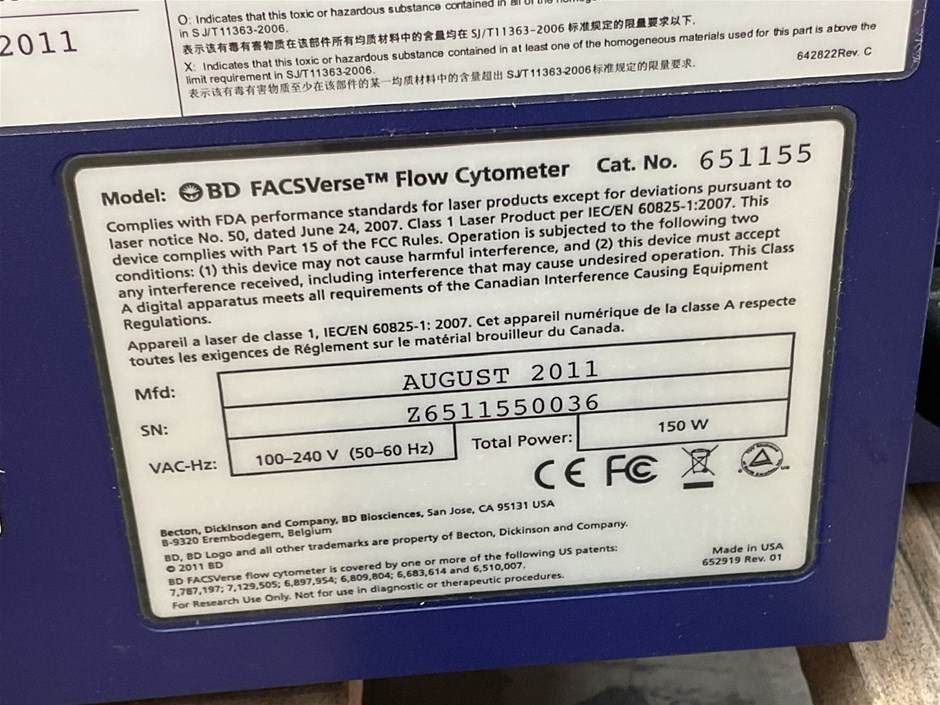 2011
O: Indicates that this toxic or hazardous substance contained in all of the
in SJ/T11363-2006.
表示该有毒有害物质在该部件所有均质材料中的含量均在 SJ/T11363-2006 标准规定的限量要求以下.
X: Indicates that this toxic or hazardous substance contained in at least one of the homogeneous materials used for this part is above the
limit requirement in SJ/T11363-2006.
表示该有毒有害物质至少在该部件的某一均质材料中的含量超出 SJ/T11363-2006 标准规定的限量要求.
642822Rev. C
Model: BD FACSVerse™ Flow Cytometer Cat. No. 651155
Complies with FDA performance standards for laser products except for deviations pursuant to
laser notice No. 50, dated June 24, 2007. Class 1 Laser Product per IEC/EN 60825-1:2007. This
device complies with Part 15 of the FCC Rules. Operation is subjected to the following two
conditions: (1) this device may not cause harmful interference, and (2) this device must accept
any interference received, including interference that may cause undesired operation. This Class
A digital apparatus meets all requirements of the Canadian Interference Causing Equipment
Regulations.
Appareil a laser de classe 1, IEC/EN 60825-1: 2007. Cet appareil numérique de la classe A respecte
toutes les exigences de Réglement sur le matérial brouilleur du Canada.
Mfd: AUGUST 2011
SN: Z6511550036
VAC-Hz: 100–240 V (50–60 Hz) Total Power: 150 W
CE FC
Becton, Dickinson and Company, BD Biosciences, San Jose, CA 95131 USA
B-9320 Erembodegem, Belgium
BD, BD Logo and all other trademarks are property of Becton, Dickinson and Company.
© 2011 BD
BD FACSVerse flow cytometer is covered by one or more of the following US patents:
7,787,197; 7,129,505; 6,897,954; 6,809,804; 6,683,614 and 6,510,007.
For Research Use Only. Not for use in diagnostic or therapeutic procedures.
Made in USA
652919 Rev. 01